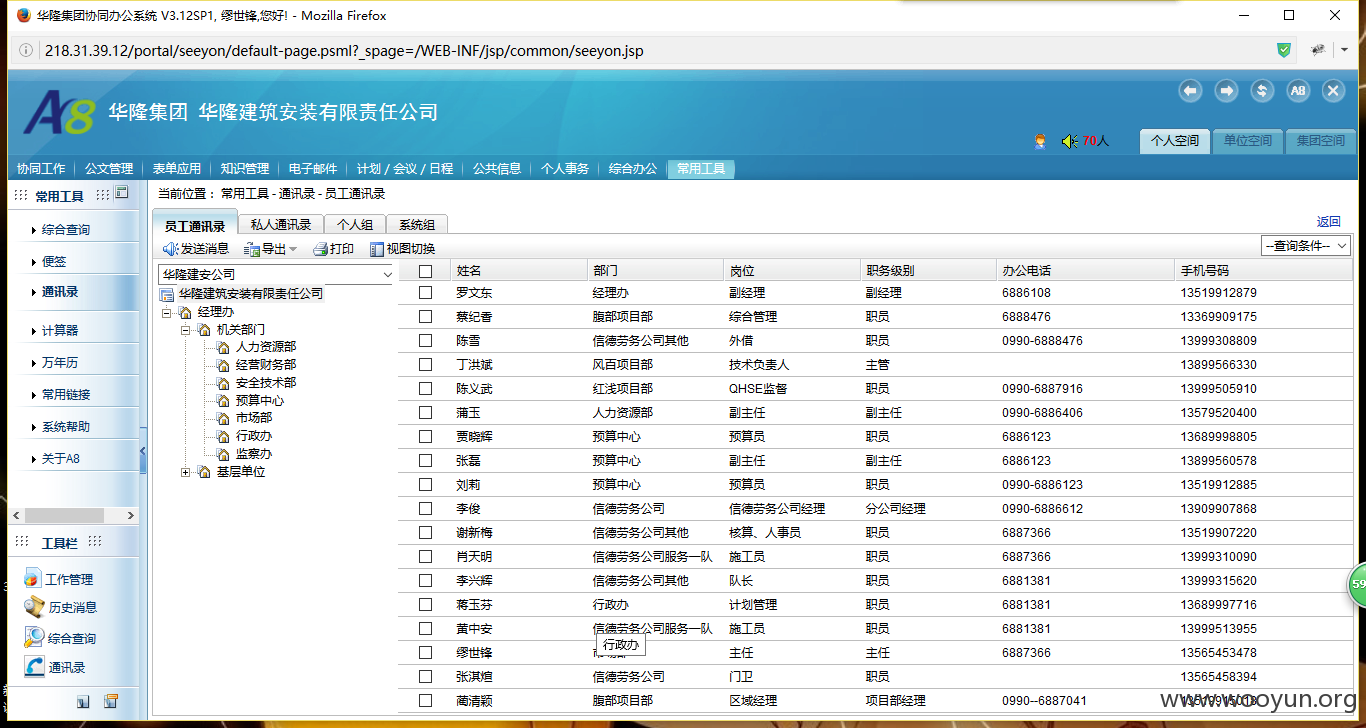 华隆集团协同办公系统 V3.12SP1, 缪世锋,您好! - Mozilla Firefox
218.31.39.12/portal/seeyon/default-page.psml?_spage=/WEB-INF/jsp/common/seeyon.jsp
A8 华隆集团 华隆建筑安装有限责任公司
A8
70人 个人空间 单位空间 集团空间
协同工作 公文管理 表单应用 知识管理 电子邮件 计划 / 会议 / 日程 公共信息 个人事务 综合办公 常用工具
常用工具
综合查询
便签
通讯录
计算器
万年历
常用链接
系统帮助
关于A8
工具栏
工作管理
历史消息
综合查询
通讯录
当前位置： 常用工具 - 通讯录 - 员工通讯录
员工通讯录 私人通讯录 个人组 系统组 返回
发送消息 导出 打印 视图切换 --查询条件--
华隆建安公司
华隆建筑安装有限责任公司
经理办
机关部门
人力资源部
经营财务部
安全技术部
预算中心
市场部
行政办
监察办
基层单位
姓名 部门 岗位 职务级别 办公电话 手机号码
罗文东 经理办 副经理 副经理 6886108 13519912879
蔡纪香 腹部项目部 综合管理 职员 6888476 13369909175
陈雪 信德劳务公司其他 外借 职员 0990-6888476 13999308809
丁洪斌 风百项目部 技术负责人 主管 13899566330
陈义武 红浅项目部 QHSE监督 职员 0990-6887916 13999505910
蒲玉 人力资源部 副主任 副主任 0990-6886406 13579520400
贾晓辉 预算中心 预算员 职员 6886123 13689998805
张磊 预算中心 副主任 副主任 6886123 13899560578
刘莉 预算中心 预算员 职员 0990-6886123 13519912885
李俊 信德劳务公司 信德劳务公司经理 分公司经理 0990-6886612 13909907868
谢新梅 信德劳务公司其他 核算、人事员 职员 6887366 13519907220
肖天明 信德劳务公司服务一队 施工员 职员 6887366 13999310090
李兴辉 信德劳务公司其他 队长 职员 6881381 13999315620
蒋玉芬 行政办 计划管理 职员 6881381 13689997716
黄中安 信德劳务公司服务一队 施工员 职员 6881381 13999513955
行政办
缪世锋 主任 主任 6887366 13565453478
张淇煊 信德劳务公司 门卫 职员 13565458394
蔺清颖 腹部项目部 区域经理 项目部经理 0990--6887041
www.wooyun.org
59